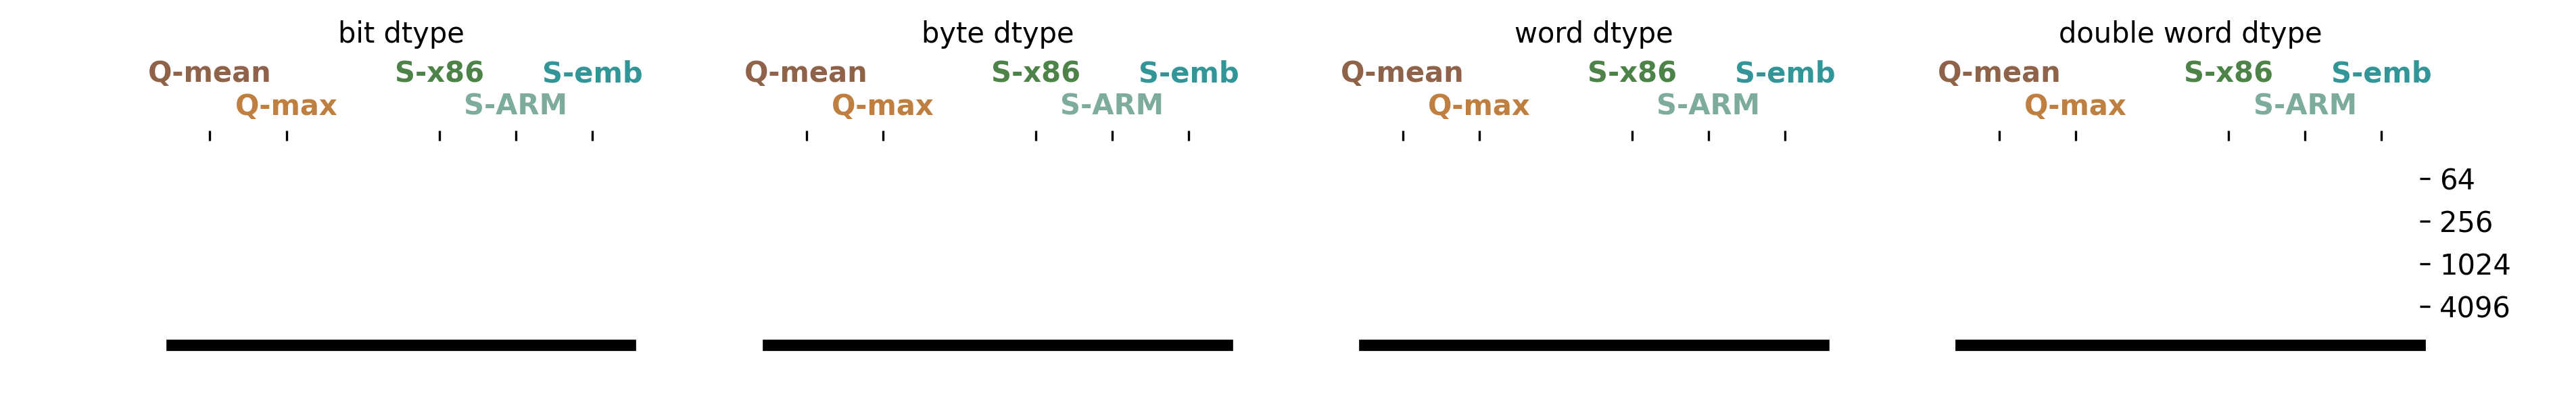 bit dtype byte dtype word dtype double word dtype
Q-mean S-x86 S-emb Q-mean S-x86 S-emb Q-mean S-x86 S-emb Q-mean S-x86 S-emb
Q-max S-ARM Q-max S-ARM Q-max S-ARM Q-max S-ARM
64
256
1024
4096